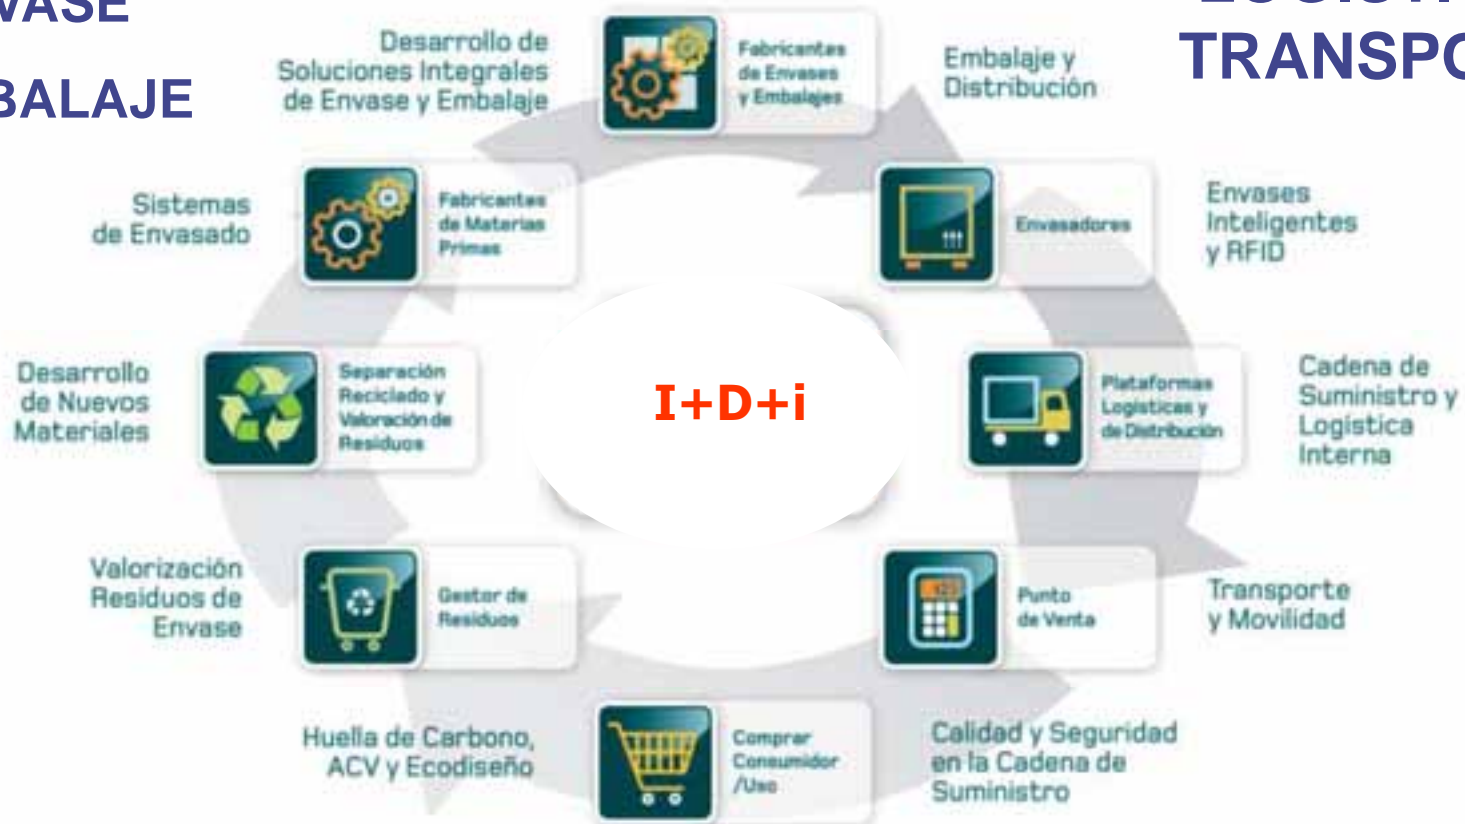 VASE
BALAJE
TRANSPO
Desarrollo de
Soluciones Integrales
de Envase y Embalaje
Fabricantes
de Envases
y Embalajes
Embalaje y
Distribución
Sistemas
de Envasado
Fabricantes
de Materias
Primas
Envasadores
Envases
Inteligentes
y RFID
Desarrollo
de Nuevos
Materiales
Separación
Reciclado y
Valoración de
Residuos
I+D+i
Plataformas
Logísticas y
de Distribución
Cadena de
Suministro y
Logística
Interna
Valorización
Residuos de
Envase
Gestor de
Residuos
Punto
de Venta
Transporte
y Movilidad
Huella de Carbono,
ACV y Ecodiseño
Comprar
Consumidor
/Uso
Calidad y Seguridad
en la Cadena de
Suministro